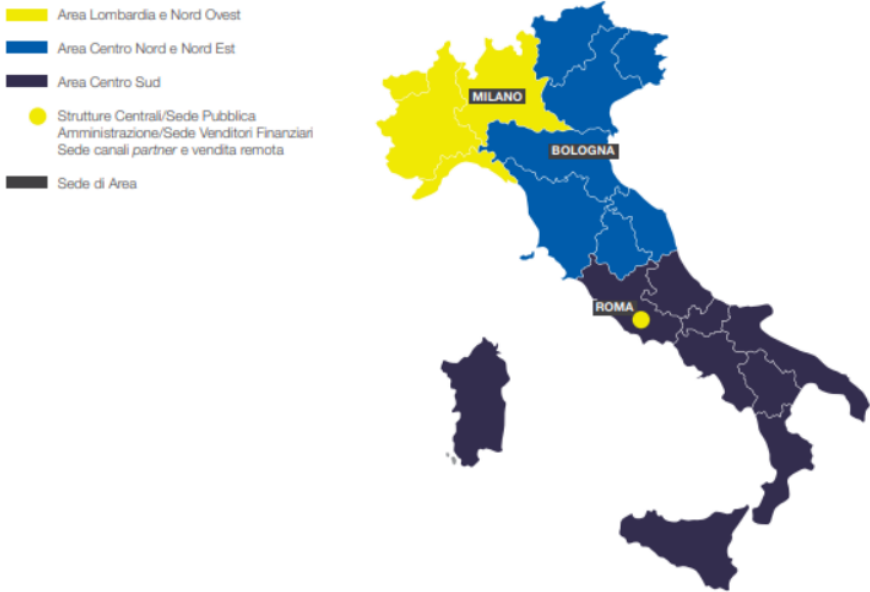 Area Lombardia e Nord Ovest
Area Centro Nord e Nord Est
Area Centro Sud
Strutture Centrali/Sede Pubblica
Amministrazione/Sede Venditori Finanziari
Sede canali partner e vendita remota
Sede di Area
MILANO
BOLOGNA
ROMA